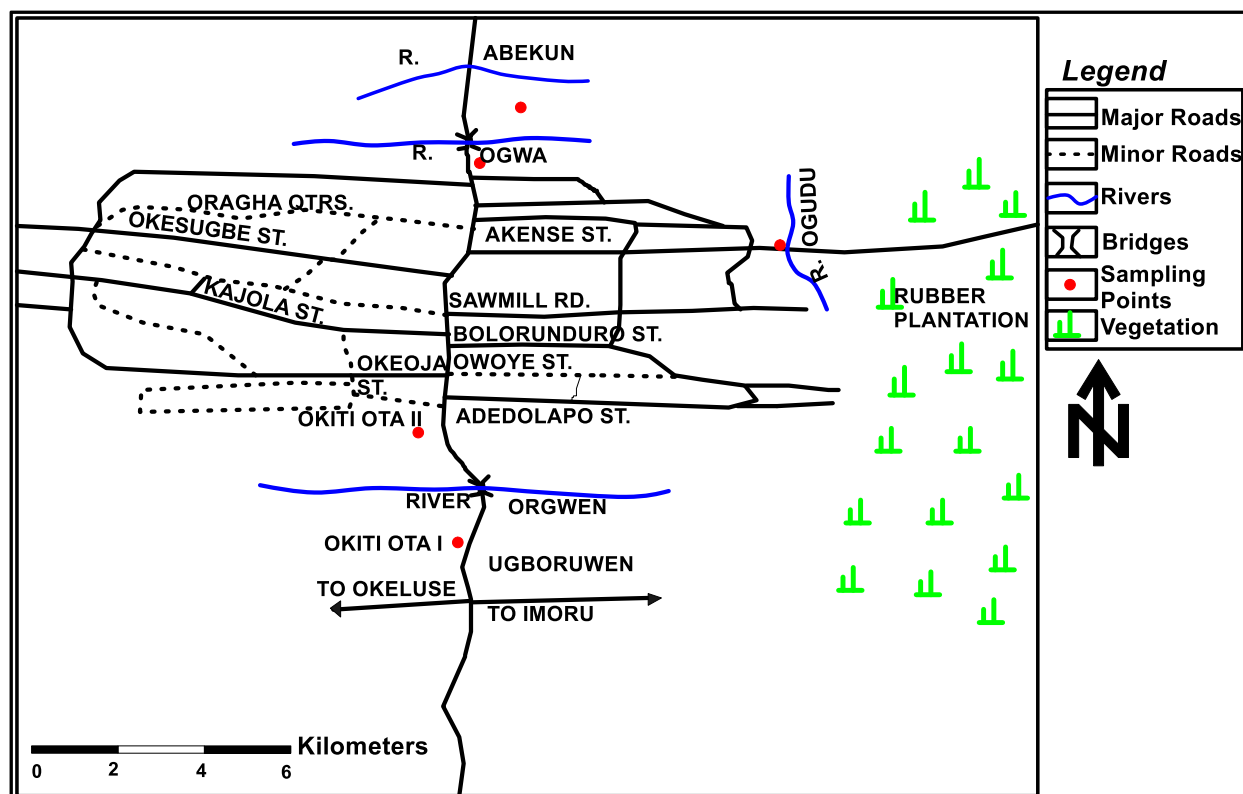 R. ABEKUN
R. OGWA
ORAGHA QTRS.
OKESUGBE ST.
AKENSE ST.
R. OGUDU
KAJOLA ST.
SAWMILL RD.
BOLORUNDURO ST.
OKEOJA
ST.
OWOYE ST.
ADEDOLAPO ST.
OKITI OTA II
RIVER ORGWEN
OKITI OTA I
UGBORUWEN
TO OKELUSE
TO IMORU
RUBBER
PLANTATION
Kilometers
0 2 4 6
Legend
Major Roads
Minor Roads
Rivers
Bridges
Sampling
Points
Vegetation
N